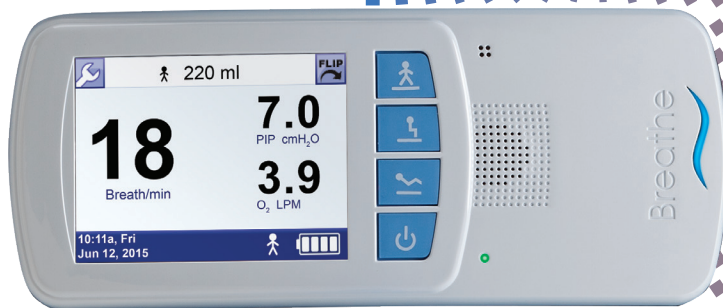 220 ml
FLIP
18
Breath/min
7.0
PIP cmH₂O
3.9
O₂ LPM
10:11a, Fri
Jun 12, 2015
Breathe